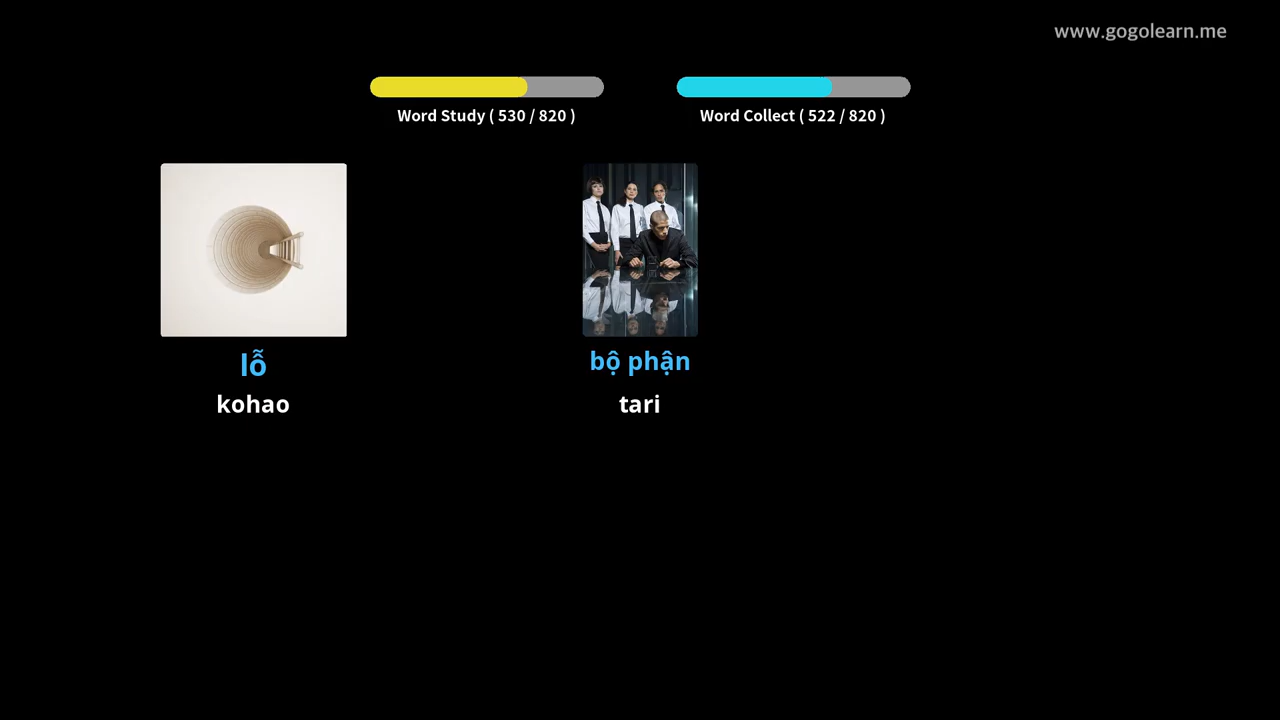 www.gogolearn.me
Word Study ( 530 / 820 )
Word Collect ( 522 / 820 )
lỗ
kohao
bộ phận
tari